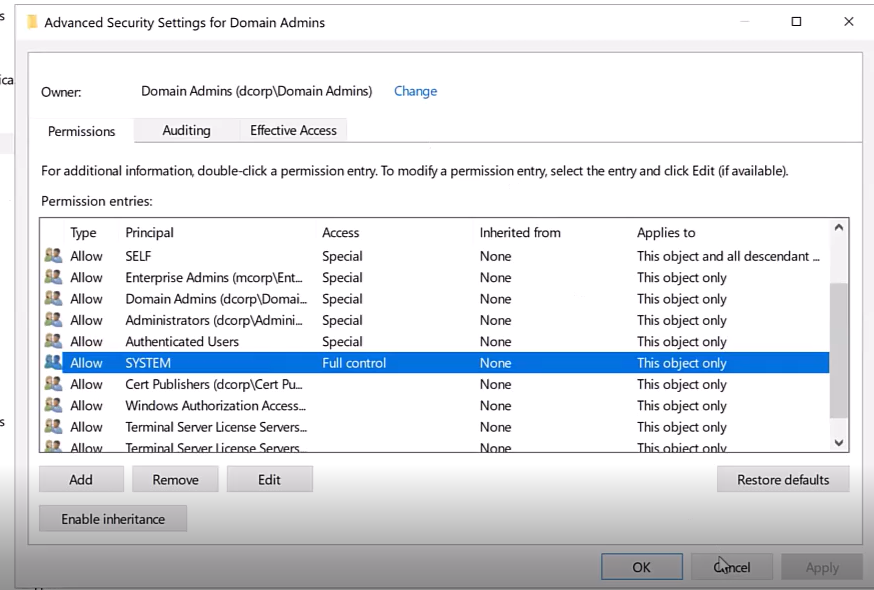 s
Advanced Security Settings for Domain Admins
ica
Owner: Domain Admins (dcorp\Domain Admins) Change
Permissions Auditing Effective Access
For additional information, double-click a permission entry. To modify a permission entry, select the entry and click Edit (if available).
Permission entries:
Type Principal Access Inherited from Applies to
Allow SELF Special None This object and all descendant ...
Allow Enterprise Admins (mcorp\Ent... Special None This object only
Allow Domain Admins (dcorp\Domai... Special None This object only
Allow Administrators (dcorp\Admini... Special None This object only
Allow Authenticated Users Special None This object only
Allow SYSTEM Full control None This object only
Allow Cert Publishers (dcorp\Cert Pu... None This object only
Allow Windows Authorization Access... None This object only
s
Allow Terminal Server License Servers... None This object only
Allow Terminal Server License Servers... None This object only
Add Remove Edit Restore defaults
Enable inheritance
OK Cancel Apply